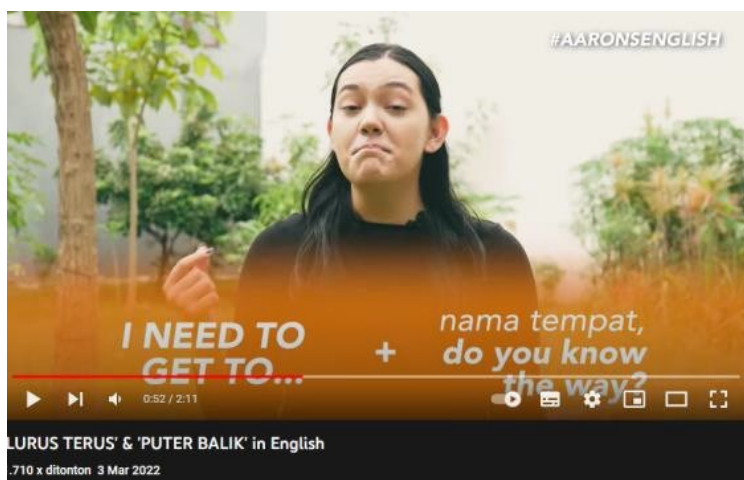 #AARONSENGLISH
I NEED TO
GET TO...
+
nama tempat,
do you know
the way?
0:52 / 2:11
LURUS TERUS' & 'PUTER BALIK' in English
.710 x ditonton 3 Mar 2022